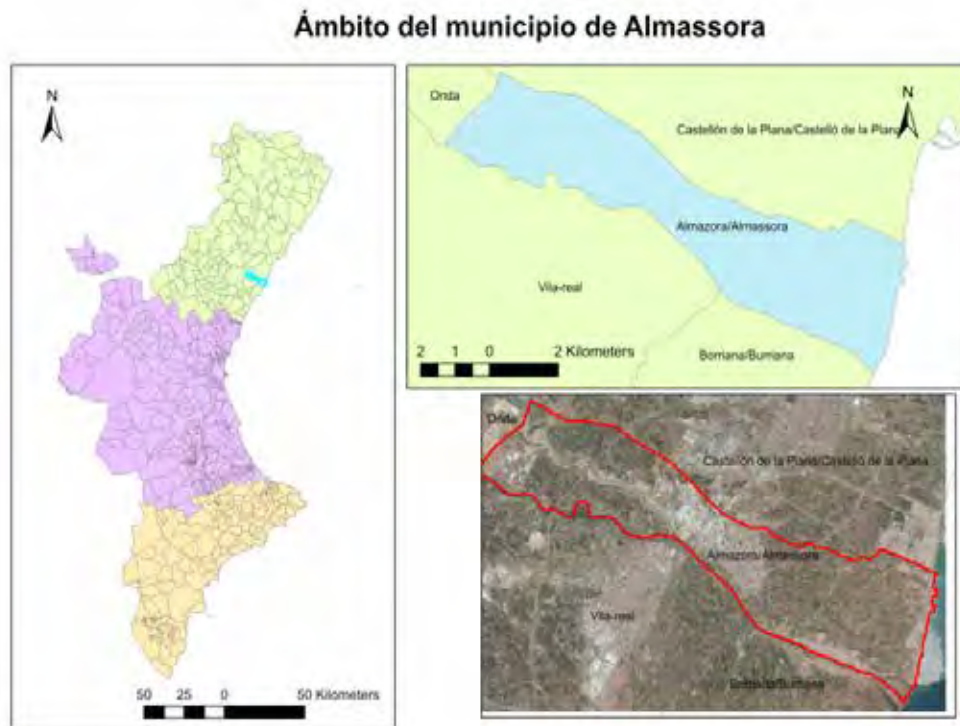 Ámbito del municipio de Almassora
N
50 25 0 50 Kilometers
N
Onda
Castellón de la Plana/Castelló de la Plana
Almazora/Almassora
Vila-real
2 1 0 2 Kilometers
Borriana/Burriana
Onda
Castellón de la Plana/Castelló de la Plana
Almazora/Almassora
Vila-real
Borriana/Burriana